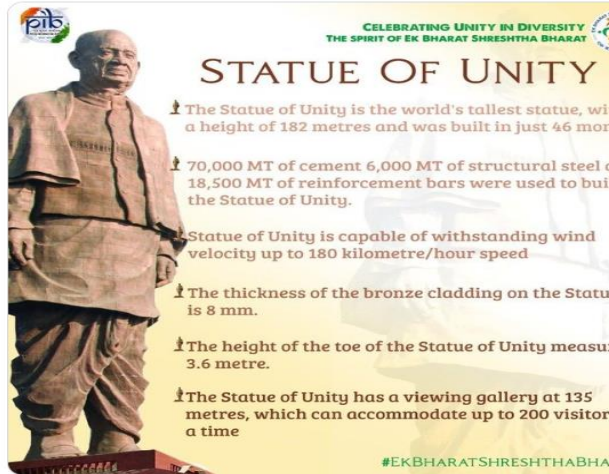 pib
CELEBRATING UNITY IN DIVERSITY
THE SPIRIT OF EK BHARAT SHRESHTHA BHARAT
STATUE OF UNITY
The Statue of Unity is the world's tallest statue, wi
a height of 182 metres and was built in just 46 mon
70,000 MT of cement 6,000 MT of structural steel a
18,500 MT of reinforcement bars were used to buil
the Statue of Unity.
Statue of Unity is capable of withstanding wind
velocity up to 180 kilometre/hour speed
The thickness of the bronze cladding on the Statu
is 8 mm.
The height of the toe of the Statue of Unity measu
3.6 metre.
The Statue of Unity has a viewing gallery at 135
metres, which can accommodate up to 200 visitor
a time
#EKBHARATSHRESHTHABHA